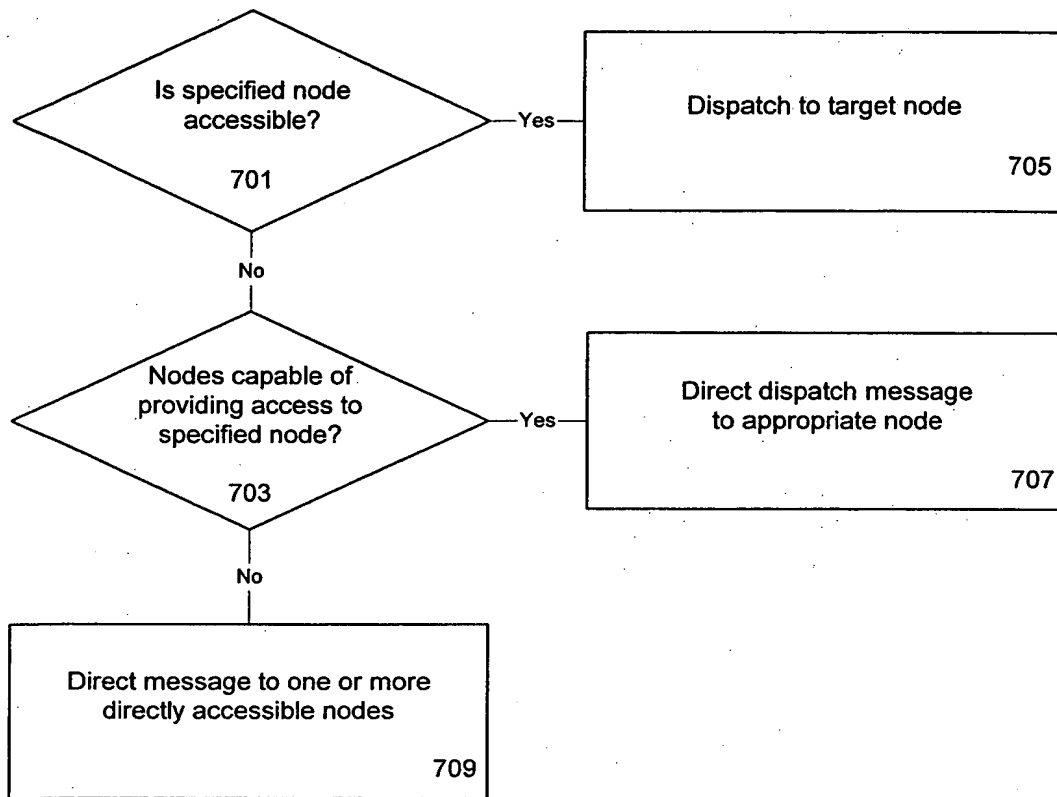 Is specified node
accessible?
701
Yes
Dispatch to target node
705
No
Nodes capable of
providing access to
specified node?
703
Yes
Direct dispatch message
to appropriate node
707
No
Direct message to one or more
directly accessible nodes
709